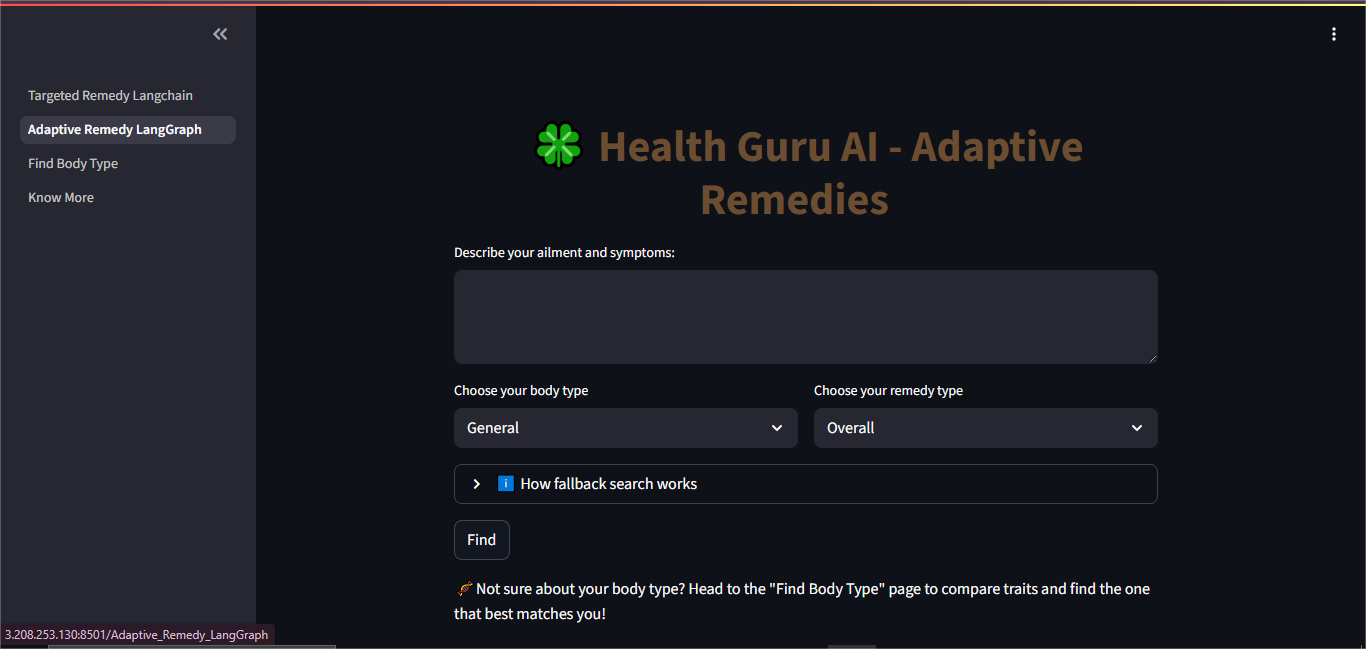 Targeted Remedy Langchain
Adaptive Remedy LangGraph
Find Body Type
Know More
Health Guru AI - Adaptive
Remedies
Describe your ailment and symptoms:
Choose your body type
Choose your remedy type
General
Overall
How fallback search works
Find
Not sure about your body type? Head to the "Find Body Type" page to compare traits and find the one
that best matches you!
3.208.253.130:8501/Adaptive_Remedy_LangGraph